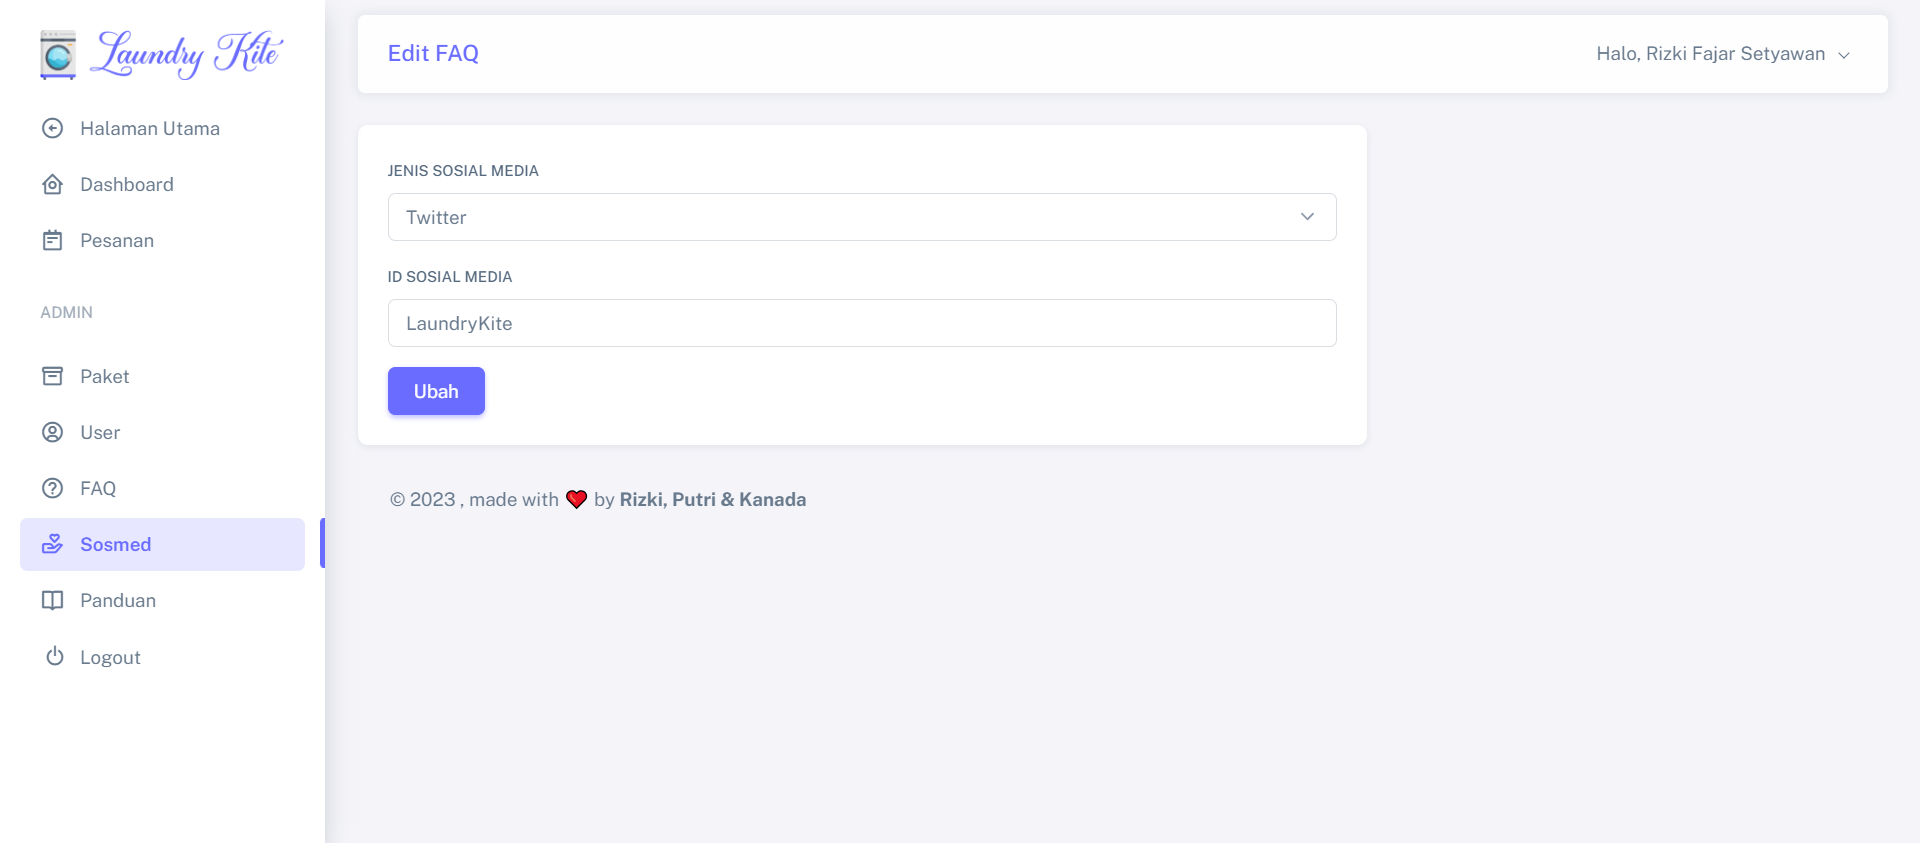 Laundry Kite
Halaman Utama
Dashboard
Pesanan
ADMIN
Paket
User
FAQ
Sosmed
Panduan
Logout
Edit FAQ
Halo, Rizki Fajar Setyawan
JENIS SOSIAL MEDIA
Twitter
ID SOSIAL MEDIA
LaundryKite
Ubah
© 2023 , made with ❤️ by Rizki, Putri & Kanada